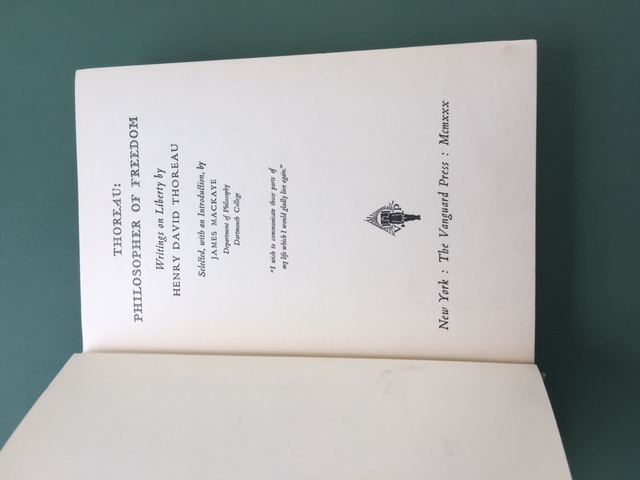 THOREAU:
PHILOSOPHER OF FREEDOM
Writings on Liberty by
HENRY DAVID THOREAU
Selected, with an Introduction, by
JAMES MACKAYE
Department of Philosophy
Dartmouth College
"I wish to communicate those parts of
my life which I would gladly live again."
V P
New York : The Vanguard Press : Mcmxxx